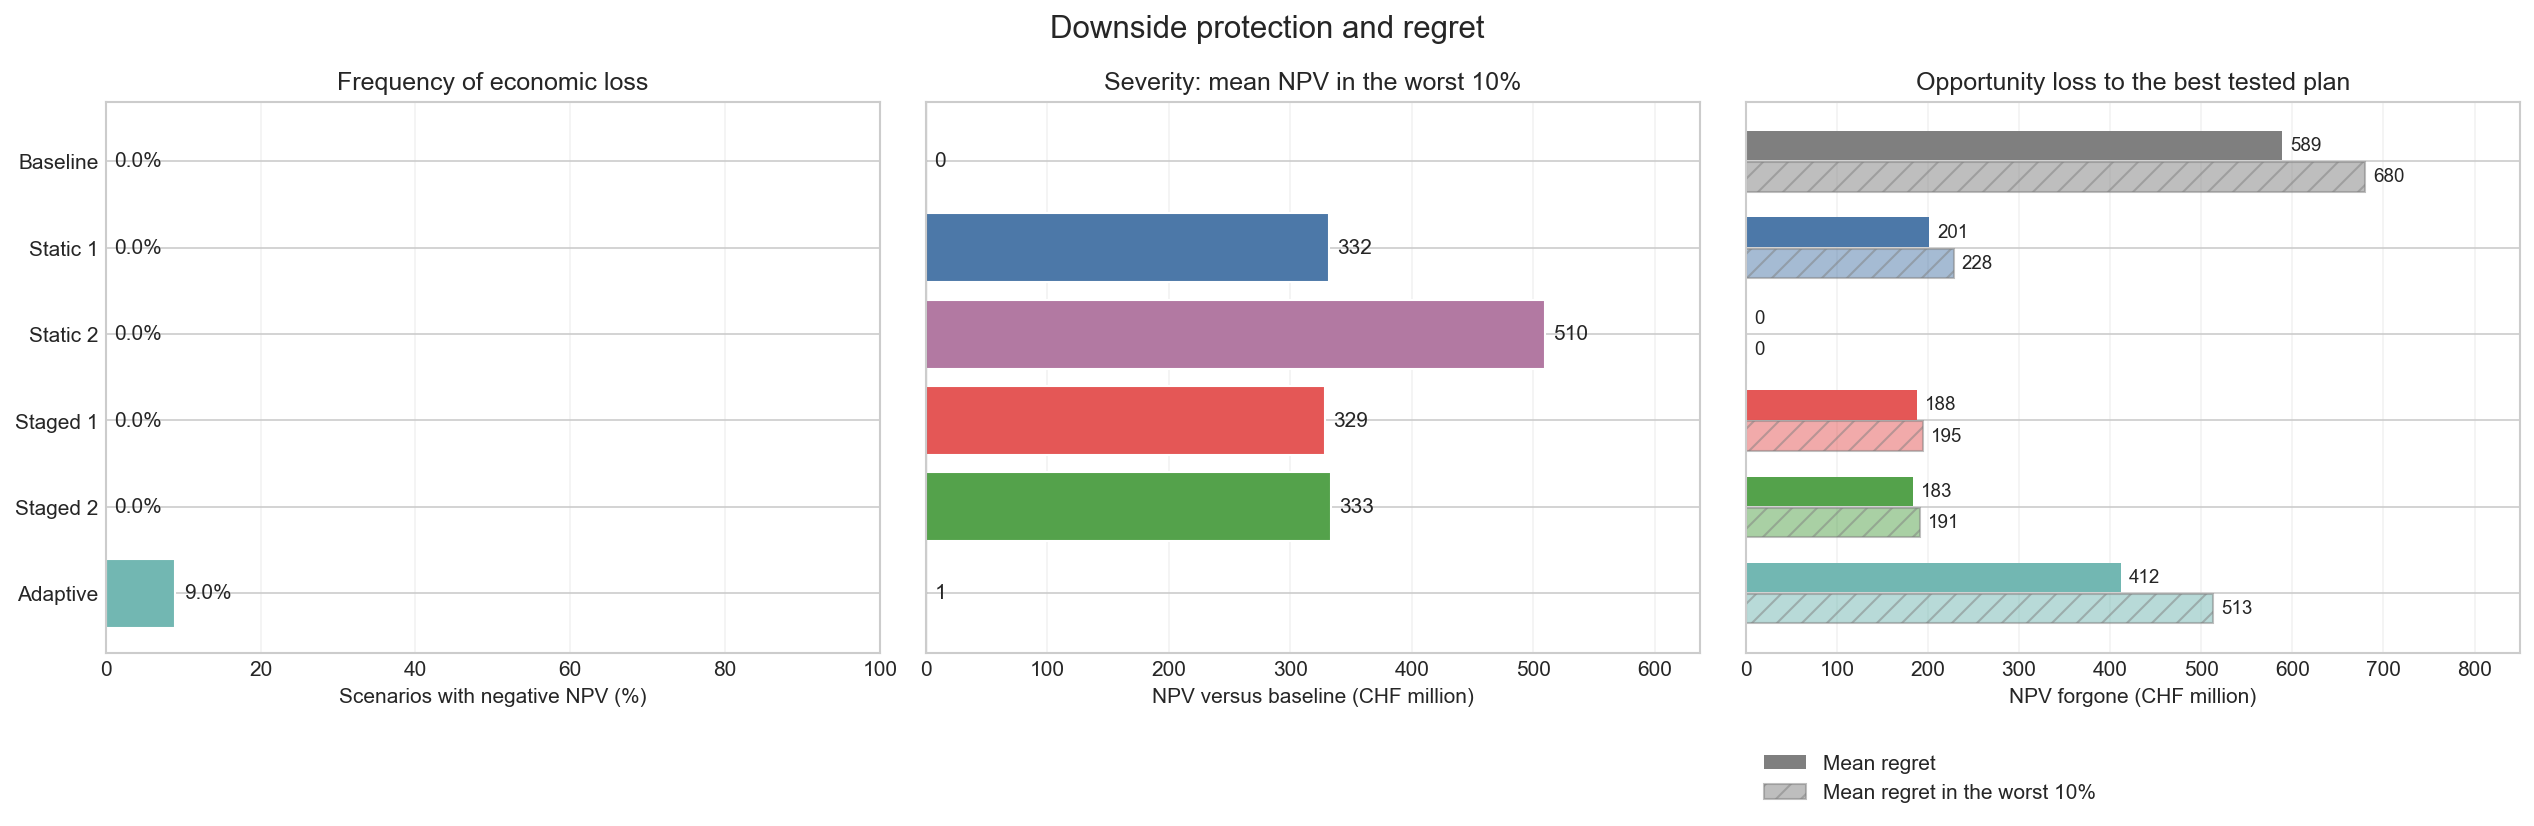 Downside protection and regret
Frequency of economic loss
Baseline
Static 1
Static 2
Staged 1
Staged 2
Adaptive
0.0%
0.0%
0.0%
0.0%
0.0%
9.0%
0 20 40 60 80 100
Scenarios with negative NPV (%)
Severity: mean NPV in the worst 10%
0
332
510
329
333
1
0 100 200 300 400 500 600
NPV versus baseline (CHF million)
Opportunity loss to the best tested plan
589
680
201
228
0
0
188
195
183
191
412
513
0 100 200 300 400 500 600 700 800
NPV forgone (CHF million)
Mean regret
Mean regret in the worst 10%